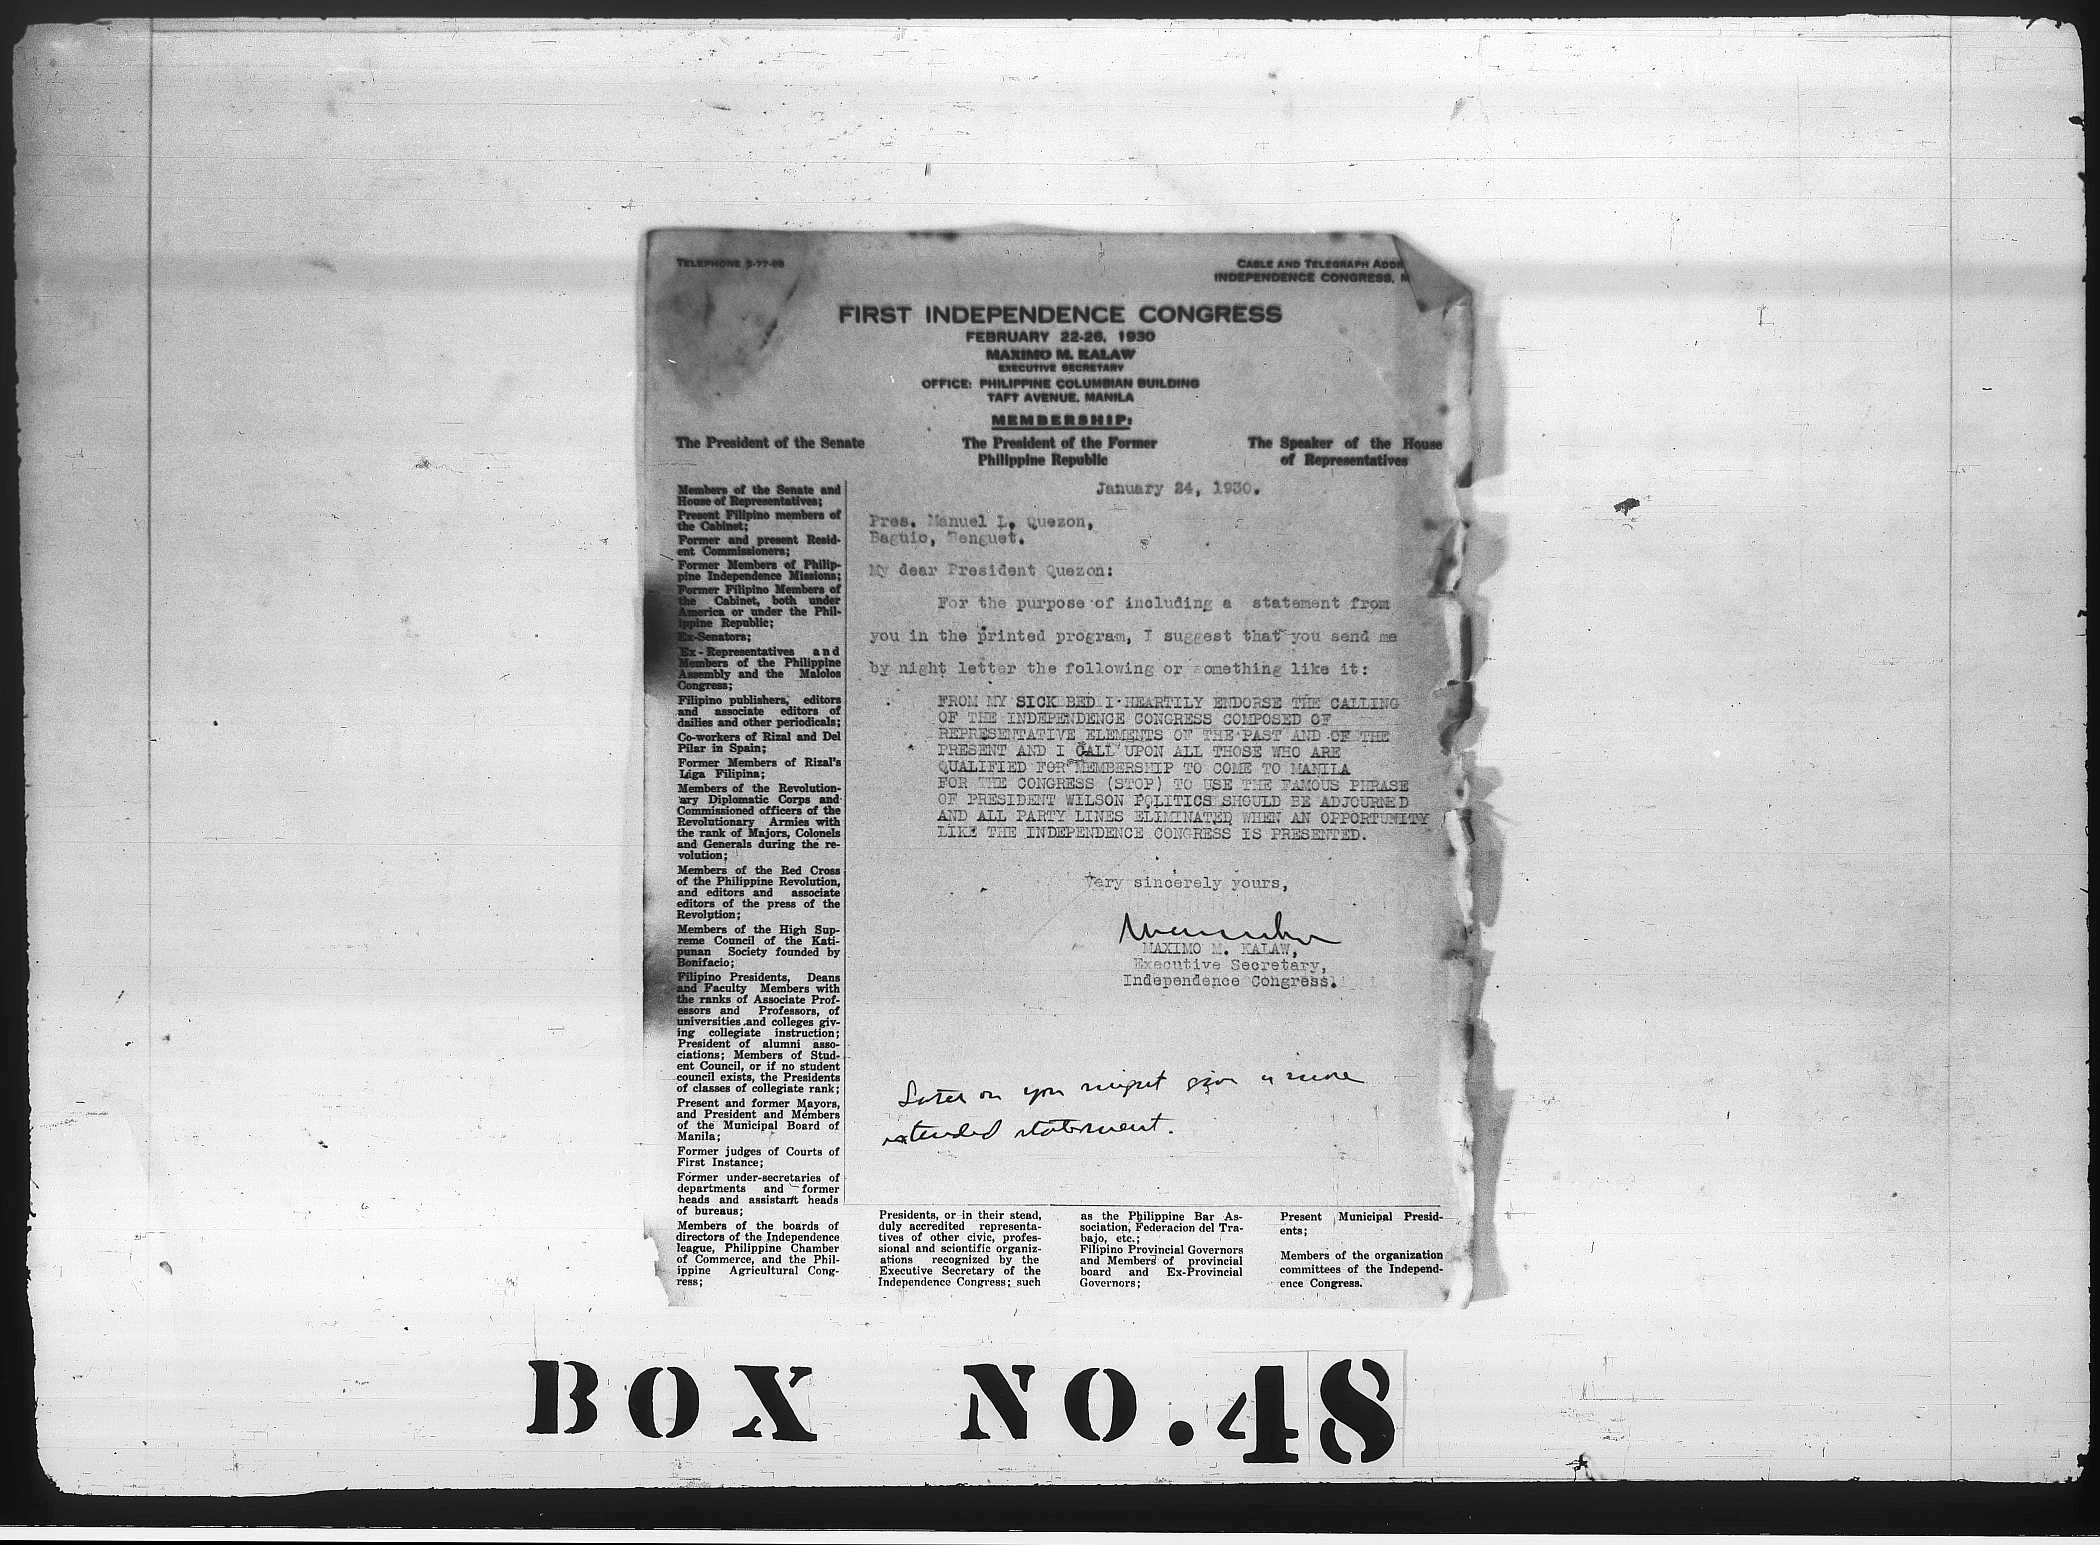 TELEPHONE
CABLE AND TELEGRAPH ADDR
INDEPENDENCE CONGRESS, M
FIRST INDEPENDENCE CONGRESS
FEBRUARY 22-26, 1930
MAXIMO M. KALAW
EXECUTIVE SECRETARY
OFFICE: PHILIPPINE COLUMBIAN BUILDING
TAFT AVENUE, MANILA
MEMBERSHIP:
The President of the Senate
The President of the Former
Philippine Republic
The Speaker of the House
of Representatives
Members of the Senate and
House of Representatives;
Present Filipino members of
the Cabinet;
Former and present Resid-
ent Commissioners;
Former Members of Philip-
pine Independence Missions;
Former Filipino Members of
the Cabinet, both under
America or under the Phil-
ippine Republic;
Ex-Senators;
Ex-Representatives and
Members of the Philippine
Assembly and the Malolos
Congress;
Filipino publishers, editors
and associate editors of
dailies and other periodicals;
Co-workers of Rizal and Del
Pilar in Spain;
Former Members of Rizal's
Liga Filipina;
Members of the Revolution-
ary Diplomatic Corps and
Commissioned officers of the
Revolutionary Armies with
the rank of Majors, Colonels
and Generals during the re-
volution;
Members of the Red Cross
of the Philippine Revolution,
and editors and associate
editors of the press of the
Revolution;
Members of the High Sup-
reme Council of the Kati-
punan Society founded by
Bonifacio;
Filipino Presidents, Deans
and Faculty Members with
the ranks of Associate Prof-
essors and Professors, of
universities and colleges giv-
ing collegiate instruction;
President of alumni asso-
ciations; Members of Stud-
ent Council, or if no student
council exists, the Presidents
of classes of collegiate rank;
Present and former Mayors,
and President and Members
of the Municipal Board of
Manila;
Former judges of Courts of
First Instance;
Former under-secretaries of
departments and former
heads and assistant heads
of bureaus;
Members of the boards of
directors of the Independence
league, Philippine Chamber
of Commerce, and the Phil-
ippine Agricultural Cong-
ress;
January 24, 1930.
Pres. Manuel L. Quezon,
Baguio, Benguet.
My dear President Quezon:
For the purpose of including a statement from
you in the printed program, I suggest that you send me
by night letter the following or something like it:
FROM MY SICK BED I HEARTILY ENDORSE THE CALLING
OF THE INDEPENDENCE CONGRESS COMPOSED OF
REPRESENTATIVE ELEMENTS OF THE PAST AND OF THE
PRESENT AND I CALL UPON ALL THOSE WHO ARE
QUALIFIED FOR MEMBERSHIP TO COME TO MANILA
FOR THE CONGRESS (STOP) TO USE THE FAMOUS PHRASE
OF PRESIDENT WILSON POLITICS SHOULD BE ADJOURNED
AND ALL PARTY LINES ELIMINATED WHEN AN OPPORTUNITY
LIKE THE INDEPENDENCE CONGRESS IS PRESENTED.
Very sincerely yours,
MAXIMO M. KALAW,
Executive Secretary,
Independence Congress.
Later on you might give a more
extended statement.
Presidents, or in their stead,
duly accredited representa-
tives of other civic, profes-
sional and scientific organiz-
ations recognized by the
Executive Secretary of the
Independence Congress; such
as the Philippine Bar As-
sociation, Federacion del Tra-
bajo, etc.;
Filipino Provincial Governors
and Members of provincial
board and Ex-Provincial
Governors;
Present Municipal Presid-
ents;
Members of the organization
committees of the Independ-
ence Congress.
BOX NO.48